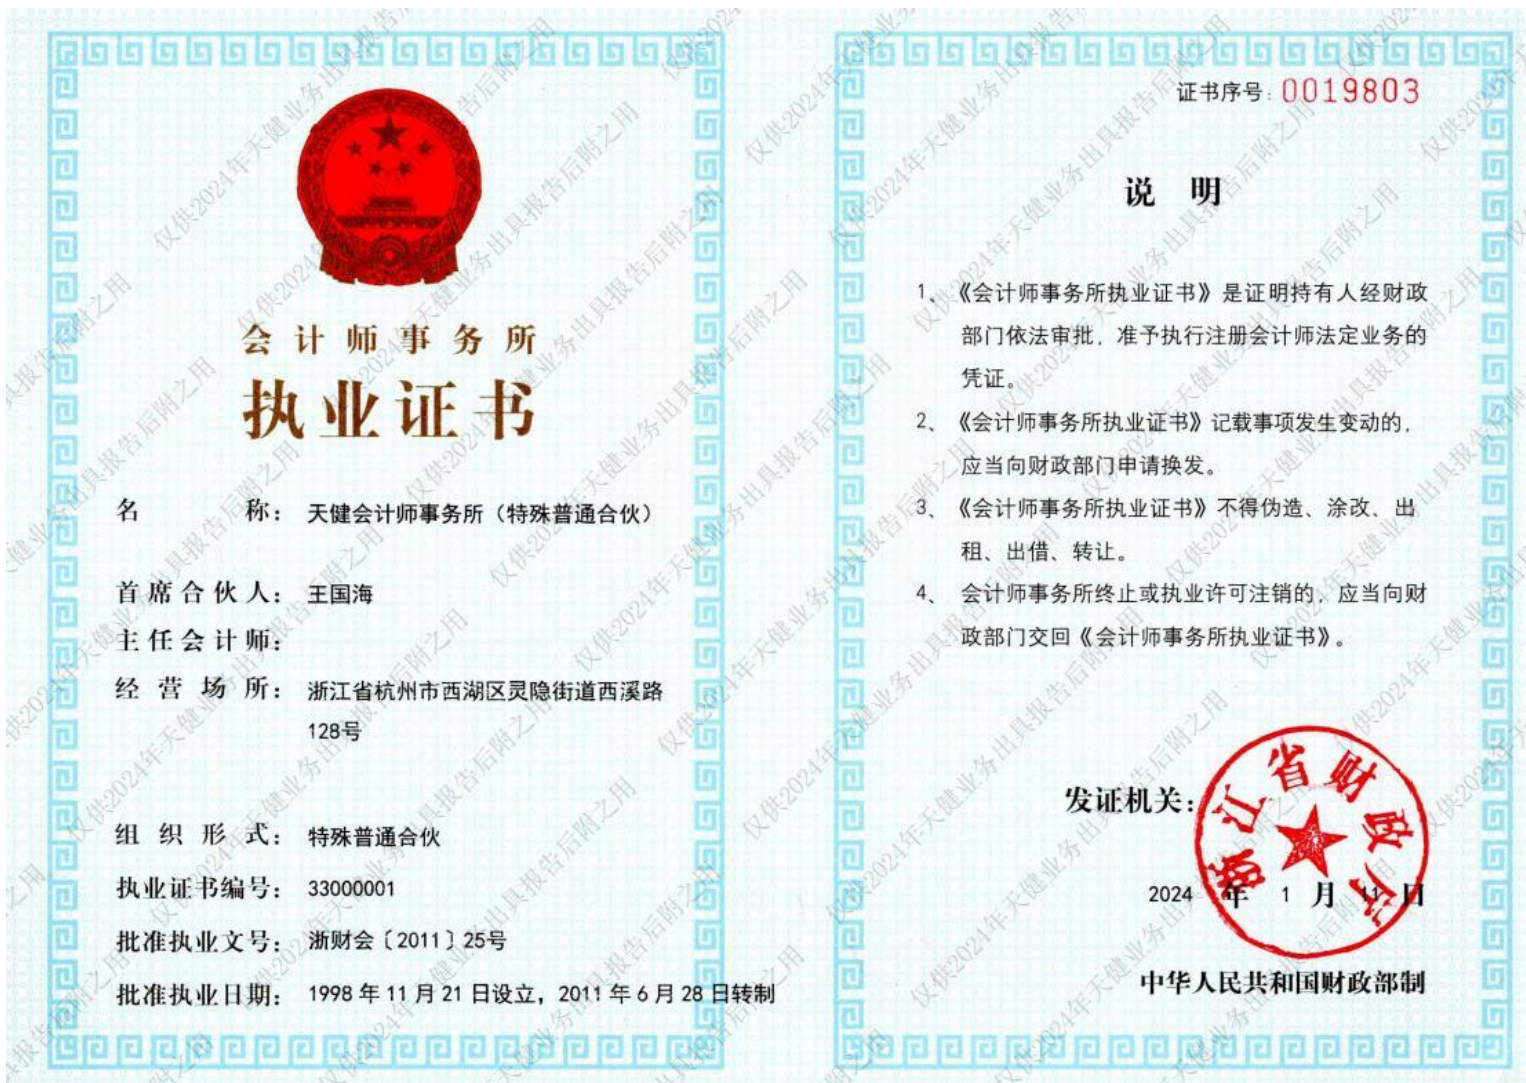 会计师事务所
执业证书
名 称: 天健会计师事务所（特殊普通合伙）
首席合伙人: 王国海
主任会计师:
经营场所: 浙江省杭州市西湖区灵隐街道西溪路
128号
组织形式: 特殊普通合伙
执业证书编号: 33000001
批准执业文号: 浙财会〔2011〕25号
批准执业日期: 1998年11月21日设立，2011年6月28日转制
证书序号: 0019803
说 明
1、《会计师事务所执业证书》是证明持有人经财政
部门依法审批，准予执行注册会计师法定业务的
凭证。
2、《会计师事务所执业证书》记载事项发生变动的，
应当向财政部门申请换发。
3、《会计师事务所执业证书》不得伪造、涂改、出
租、出借、转让。
4、会计师事务所终止或执业许可注销的，应当向财
政部门交回《会计师事务所执业证书》。
发证机关:
浙江省财政厅
2024 年 1 月 11 日
中华人民共和国财政部制
仅供2024年天健业务出具报告后附之用